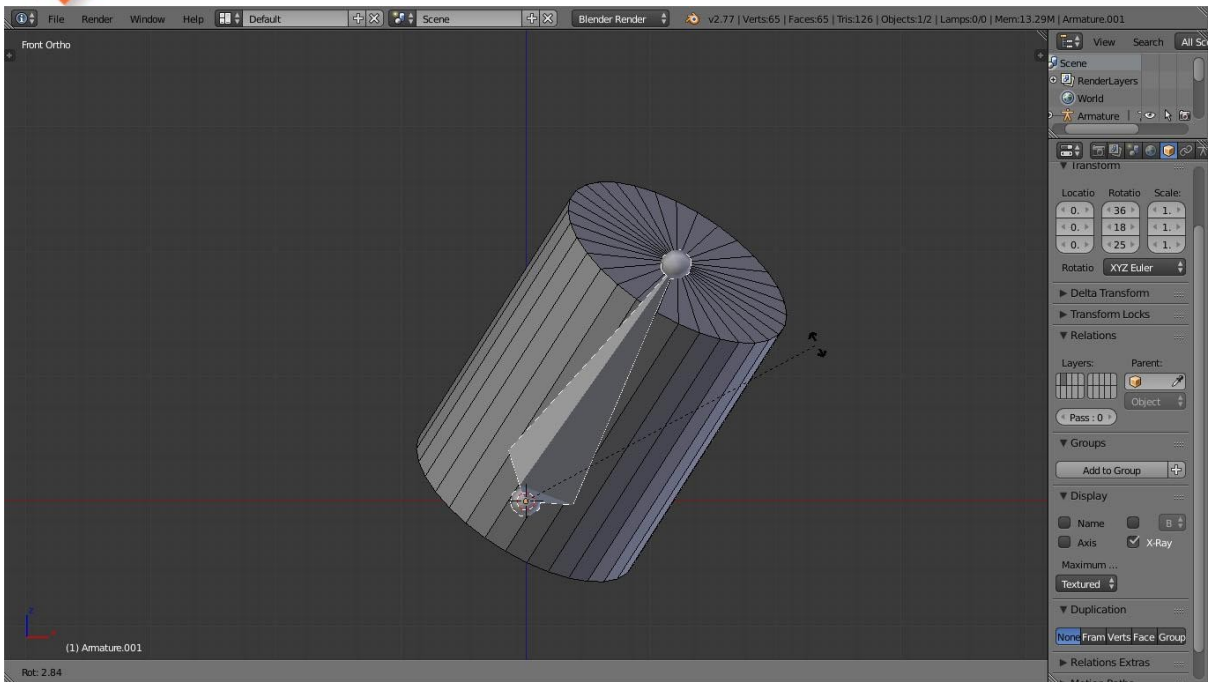 File Render Window Help Default Scene Blender Render v2.77 | Verts:65 | Faces:65 | Tris:126 | Objects:1/2 | Lamps:0/0 | Mem:13.29M | Armature.001
Front Ortho
View Search All Sc
Scene
RenderLayers
World
Armature
Transform
Locatio Rotatio Scale:
0. 36 1.
0. 18 1.
0. 25 1.
Rotatio XYZ Euler
Delta Transform
Transform Locks
Relations
Layers: Parent:
Object
Pass : 0
Groups
Add to Group
Display
Name B
Axis X-Ray
Maximum ...
Textured
Duplication
None Fram Verts Face Group
Relations Extras
z
x
(1) Armature.001
Rot: 2.84